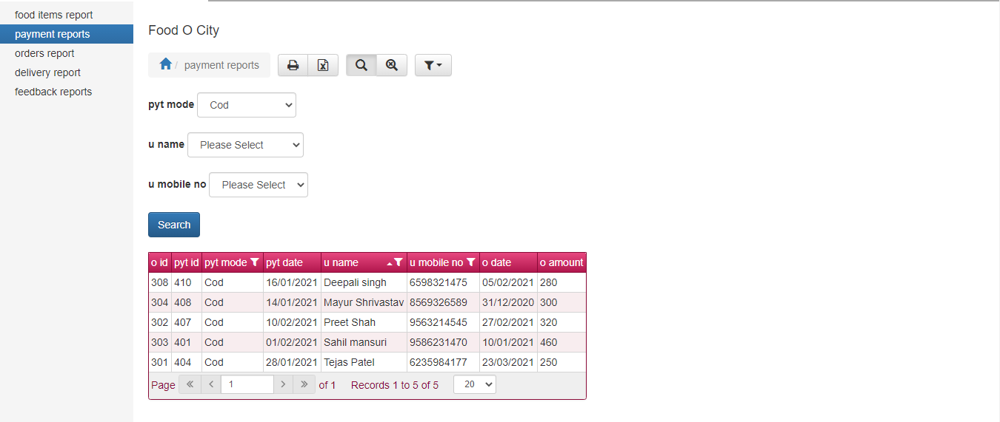 food items report
payment reports
orders report
delivery report
feedback reports
Food O City
/ payment reports
pyt mode Cod
u name Please Select
u mobile no Please Select
Search
o id pyt id pyt mode pyt date u name u mobile no o date o amount
308 410 Cod 16/01/2021 Deepali singh 6598321475 05/02/2021 280
304 408 Cod 14/01/2021 Mayur Shrivastav 8569326589 31/12/2020 300
302 407 Cod 10/02/2021 Preet Shah 9563214545 27/02/2021 320
303 401 Cod 01/02/2021 Sahil mansuri 9586231470 10/01/2021 460
301 404 Cod 28/01/2021 Tejas Patel 6235984177 23/03/2021 250
Page 1 of 1 Records 1 to 5 of 5 20